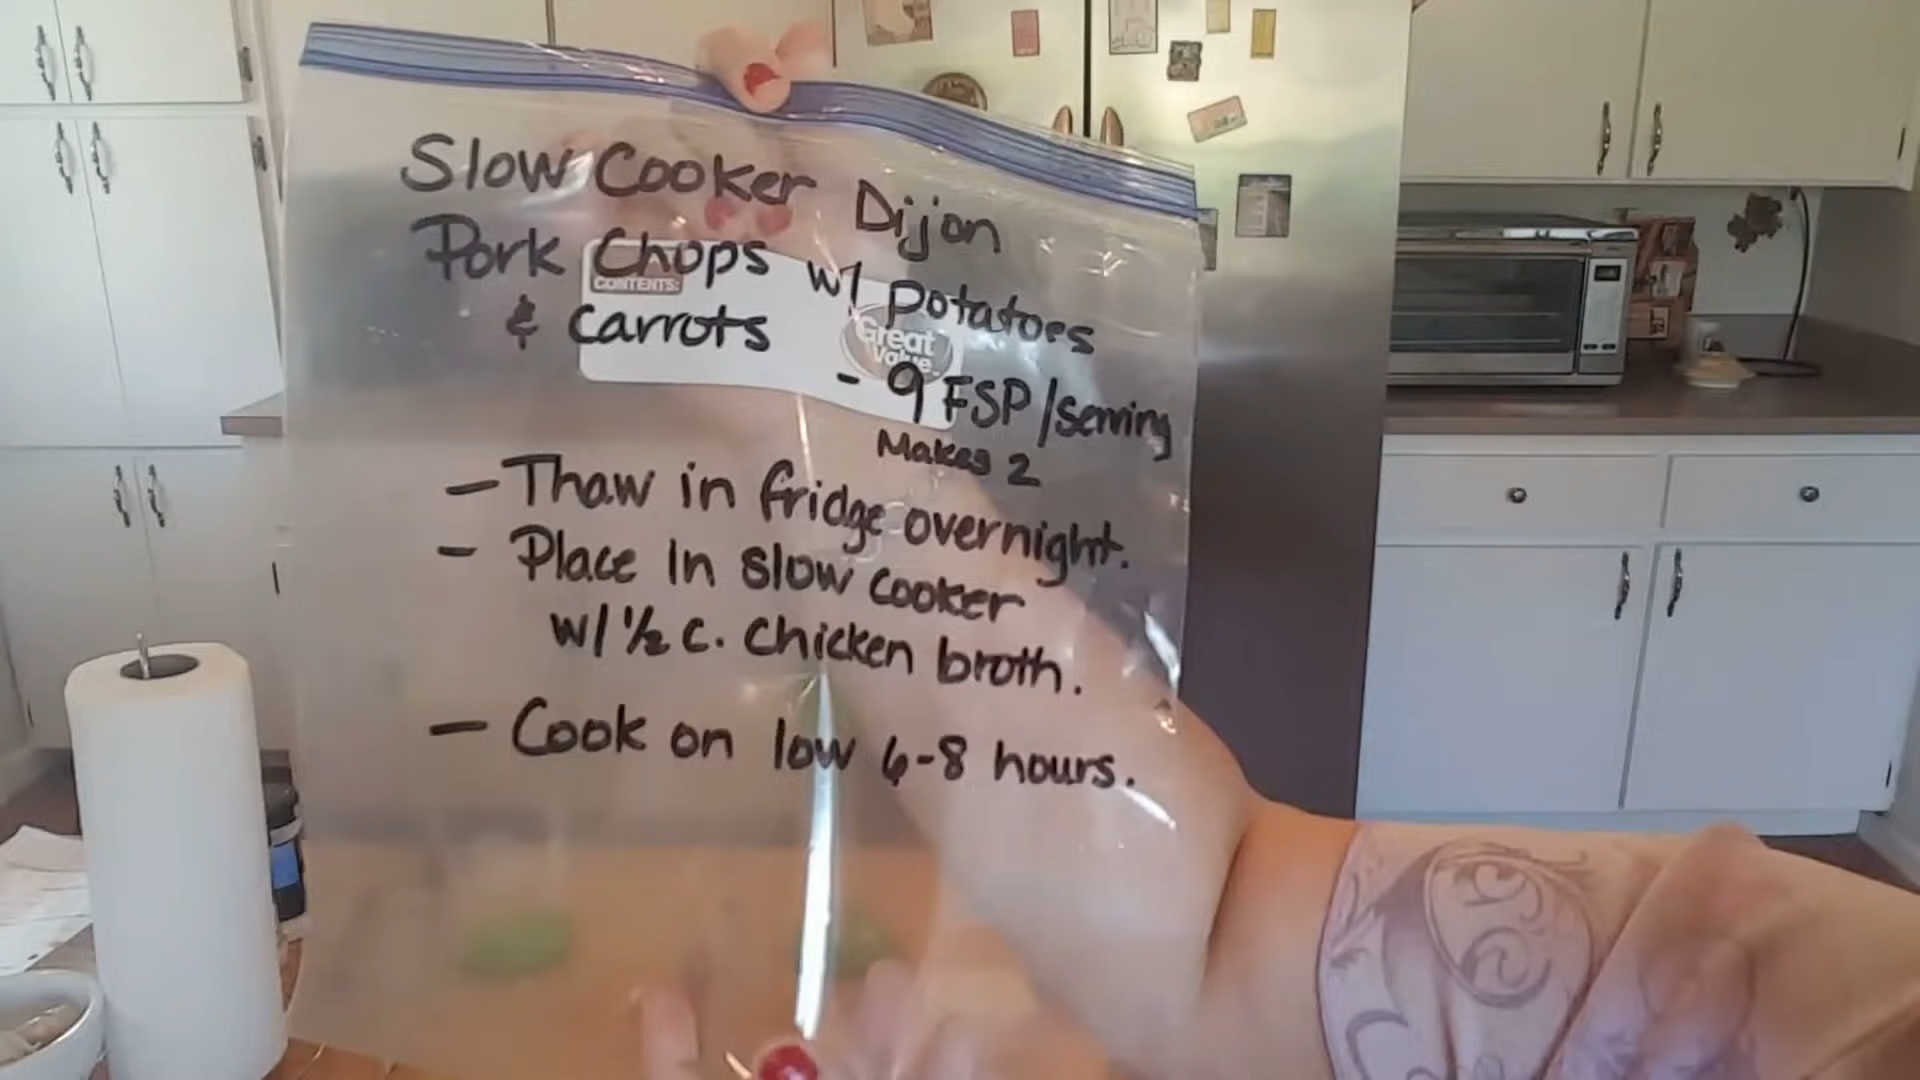 Slow Cooker Dijon
Pork Chops w/ potatoes
& carrots
CONTENTS:
Great
Value
- 9 FSP/serving
Makes 2
- Thaw in fridge overnight.
- Place in slow cooker
w/ ½ c. chicken broth.
- Cook on low 6-8 hours.